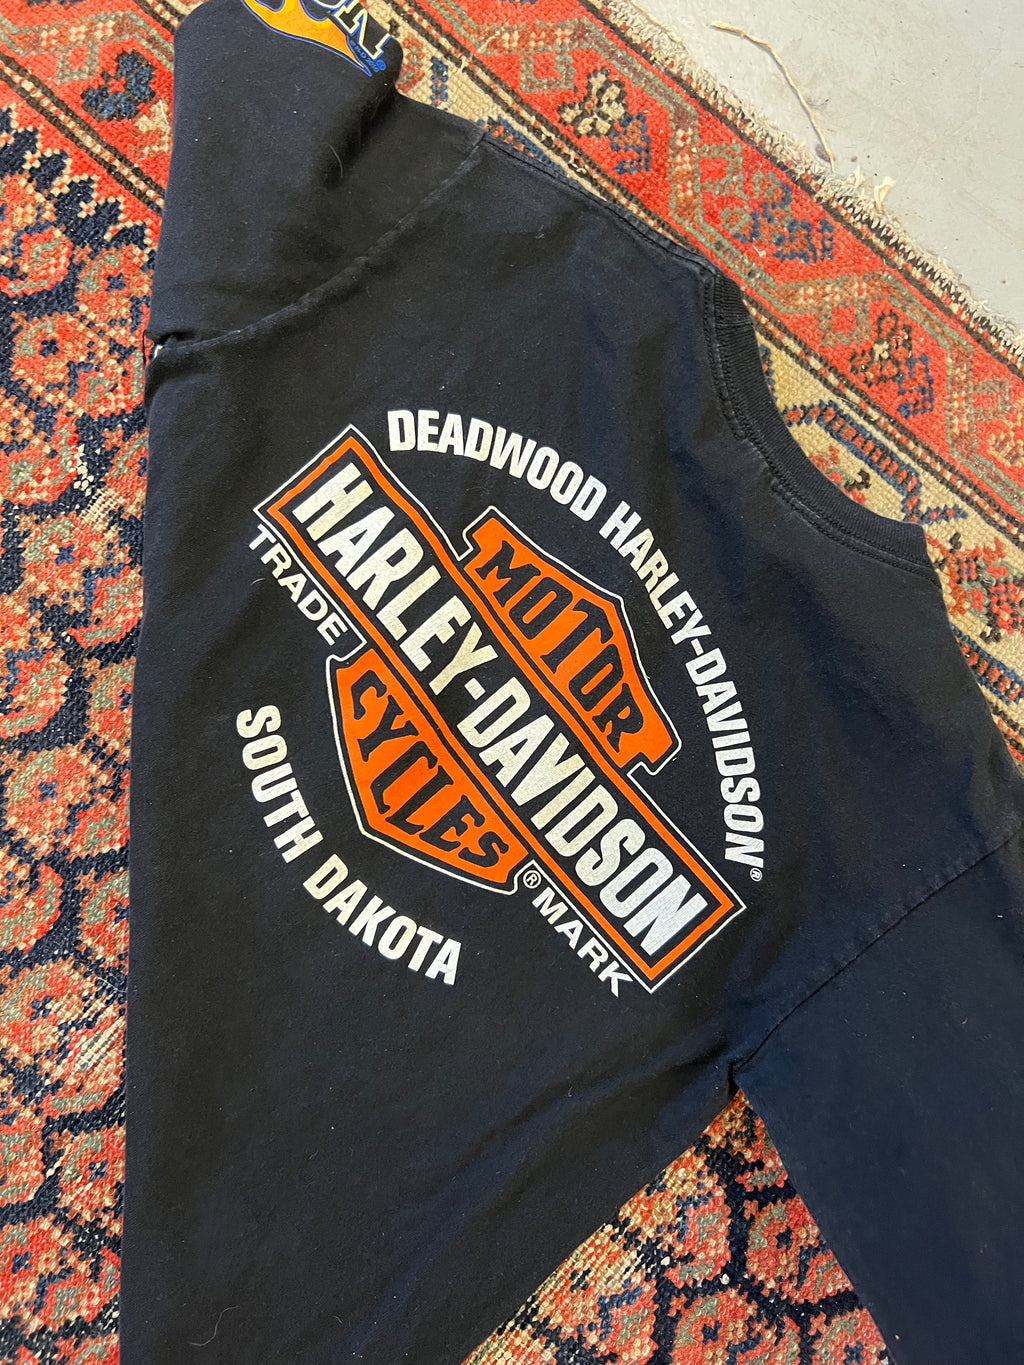 DEADWOOD HARLEY-DAVIDSON®
MOTOR
HARLEY-DAVIDSON
CYCLES
TRADE
® MARK
SOUTH DAKOTA